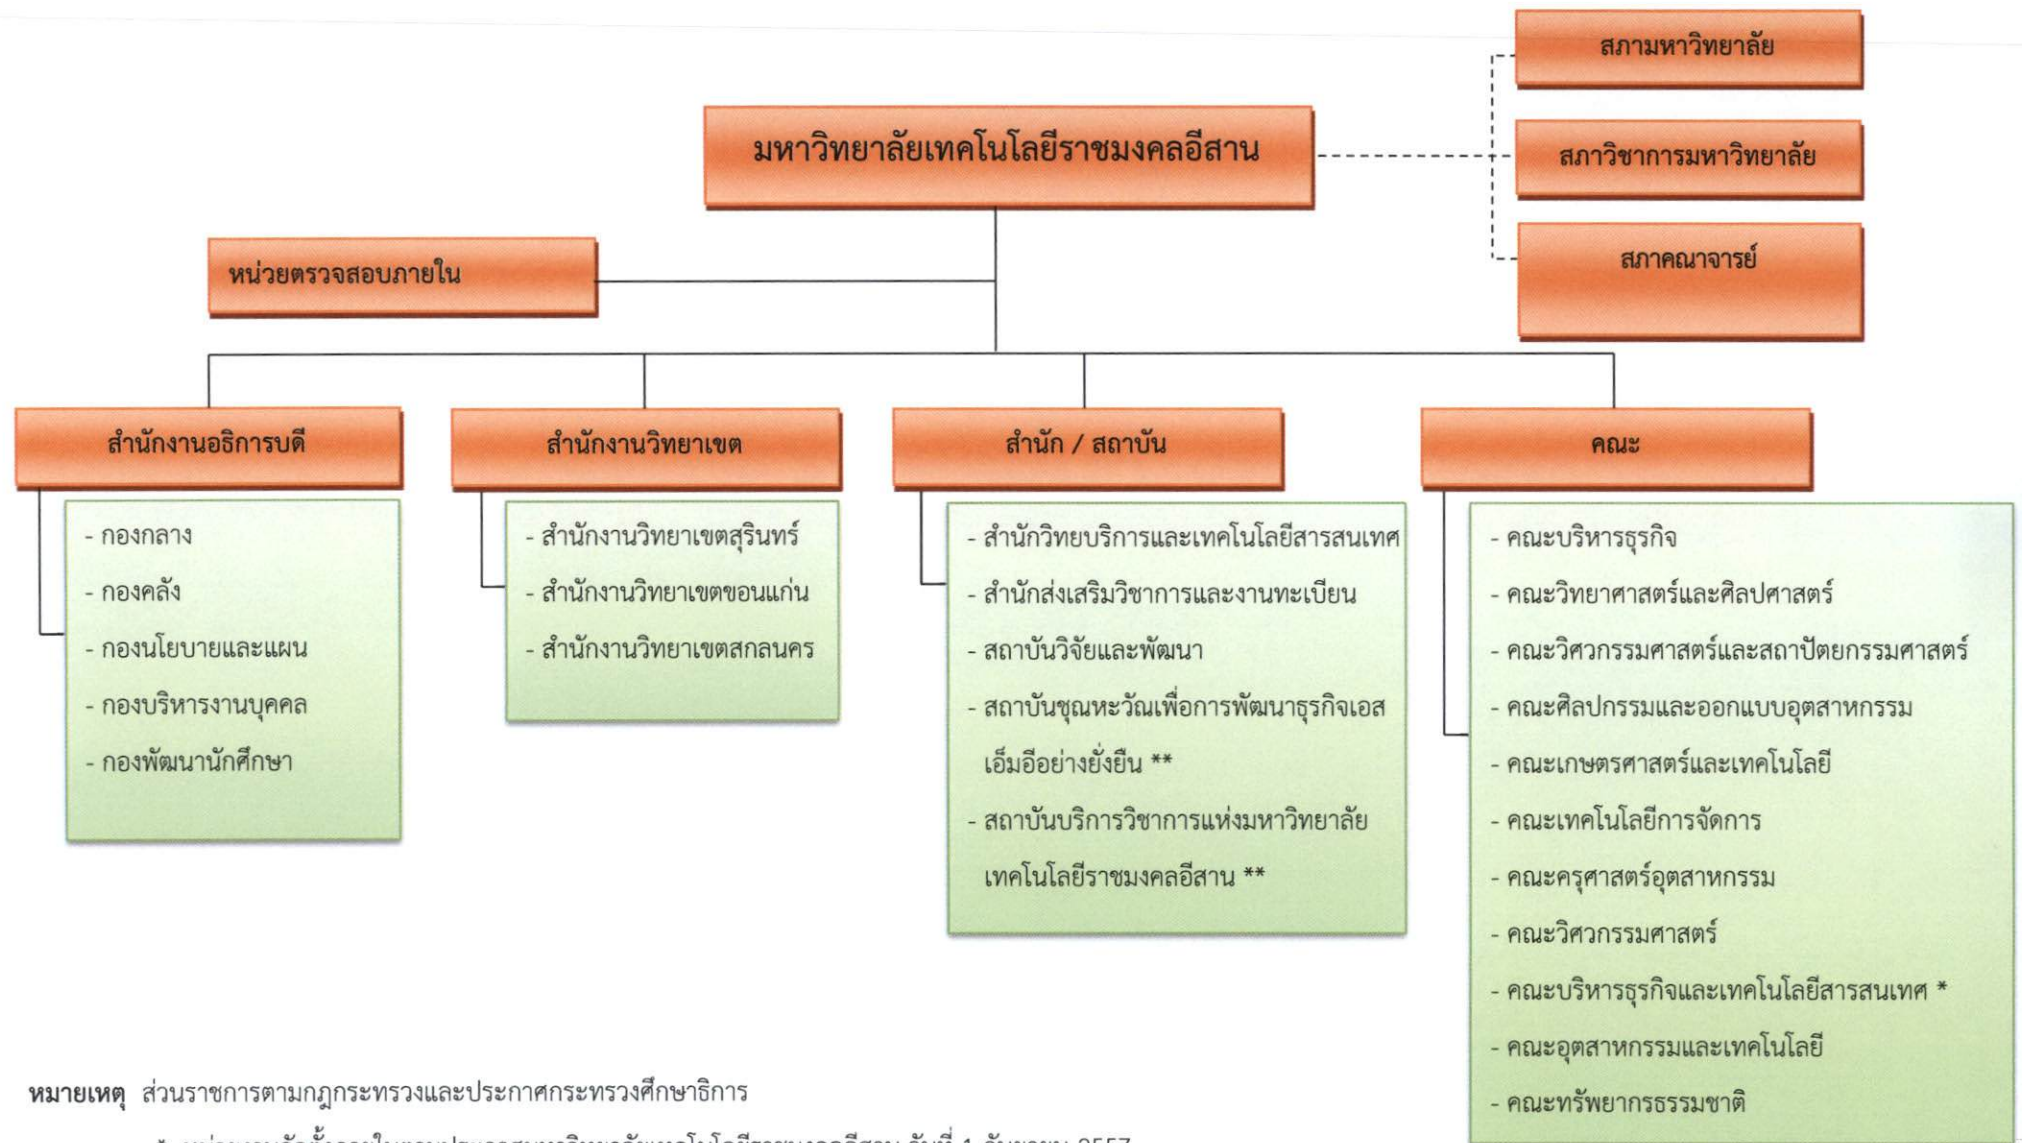 สภามหาวิทยาลัย
มหาวิทยาลัยเทคโนโลยีราชมงคลอีสาน
สภาวิชาการมหาวิทยาลัย
สภาคณาจารย์
หน่วยตรวจสอบภายใน
สำนักงานอธิการบดี
- กองกลาง
- กองคลัง
- กองนโยบายและแผน
- กองบริหารงานบุคคล
- กองพัฒนานักศึกษา
สำนักงานวิทยาเขต
- สำนักงานวิทยาเขตสุรินทร์
- สำนักงานวิทยาเขตขอนแก่น
- สำนักงานวิทยาเขตสกลนคร
สำนัก / สถาบัน
- สำนักวิทยบริการและเทคโนโลยีสารสนเทศ
- สำนักส่งเสริมวิชาการและงานทะเบียน
- สถาบันวิจัยและพัฒนา
- สถาบันชุณหะวัณเพื่อการพัฒนาธุรกิจเอส
เอ็มอีอย่างยั่งยืน **
- สถาบันบริการวิชาการแห่งมหาวิทยาลัย
เทคโนโลยีราชมงคลอีสาน **
คณะ
- คณะบริหารธุรกิจ
- คณะวิทยาศาสตร์และศิลปศาสตร์
- คณะวิศวกรรมศาสตร์และสถาปัตยกรรมศาสตร์
- คณะศิลปกรรมและออกแบบอุตสาหกรรม
- คณะเกษตรศาสตร์และเทคโนโลยี
- คณะเทคโนโลยีการจัดการ
- คณะครุศาสตร์อุตสาหกรรม
- คณะวิศวกรรมศาสตร์
- คณะบริหารธุรกิจและเทคโนโลยีสารสนเทศ *
- คณะอุตสาหกรรมและเทคโนโลยี
- คณะทรัพยากรธรรมชาติ
หมายเหตุ ส่วนราชการตามกฎกระทรวงและประกาศกระทรวงศึกษาธิการ